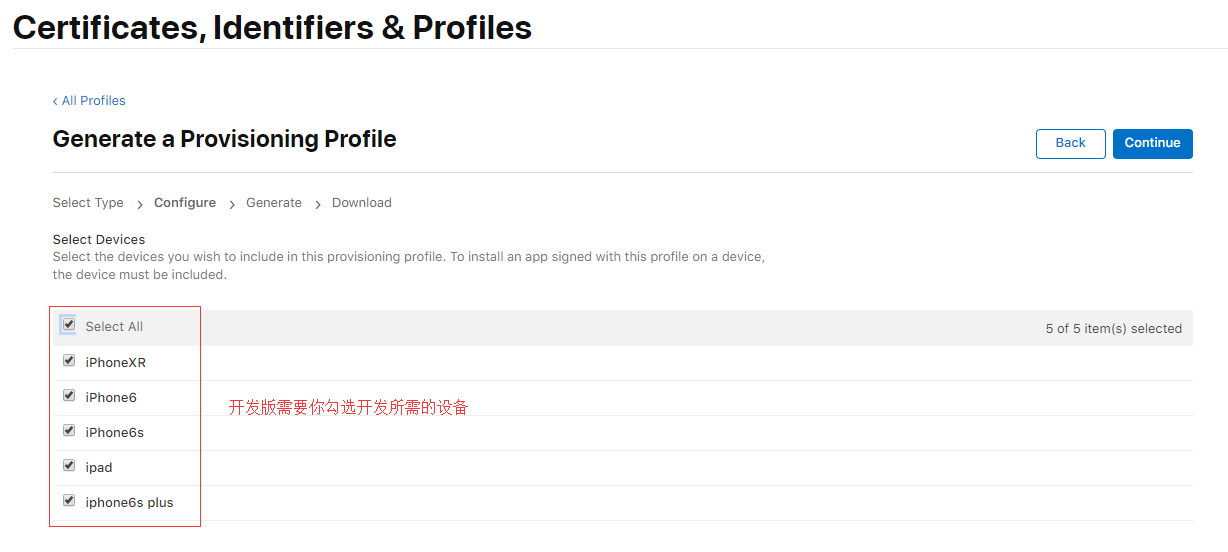 Certificates, Identifiers & Profiles
‹ All Profiles
Generate a Provisioning Profile
Back
Continue
Select Type › Configure › Generate › Download
Select Devices
Select the devices you wish to include in this provisioning profile. To install an app signed with this profile on a device,
the device must be included.
Select All
5 of 5 item(s) selected
iPhoneXR
iPhone6
开发版需要你勾选开发所需的设备
iPhone6s
ipad
iphone6s plus